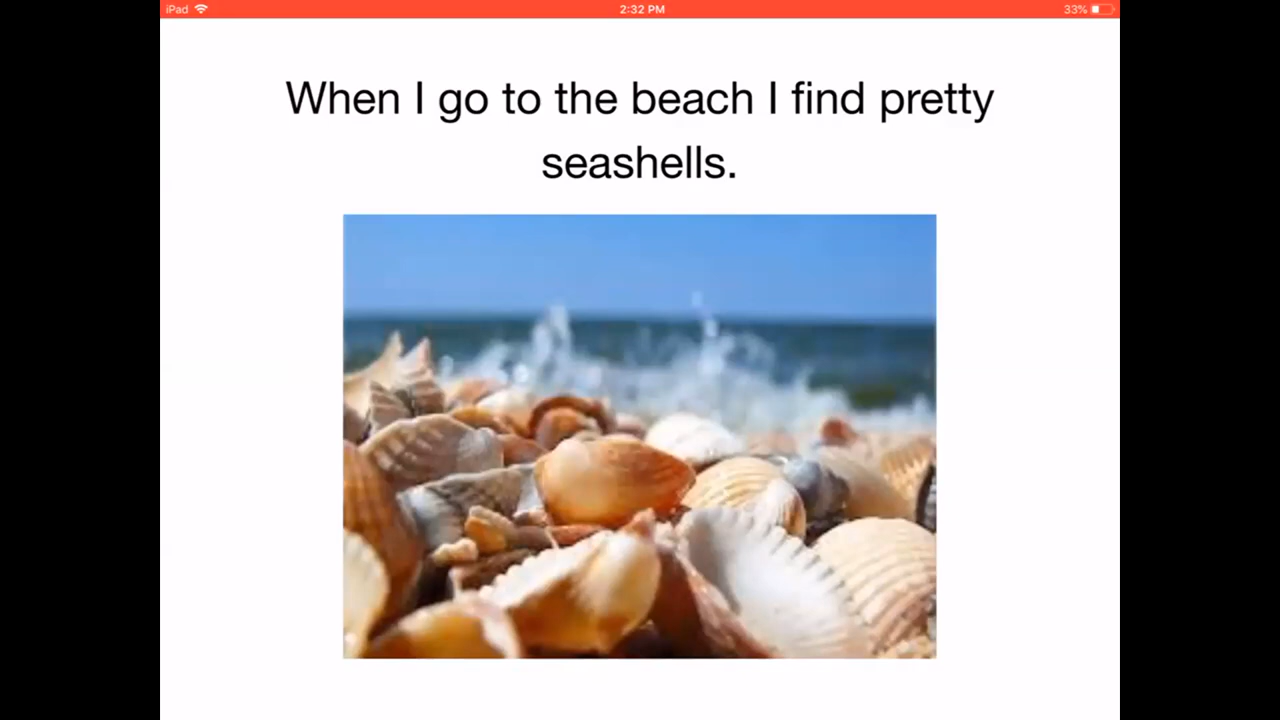 iPad 2:32 PM 33%
When I go to the beach I find pretty
seashells.